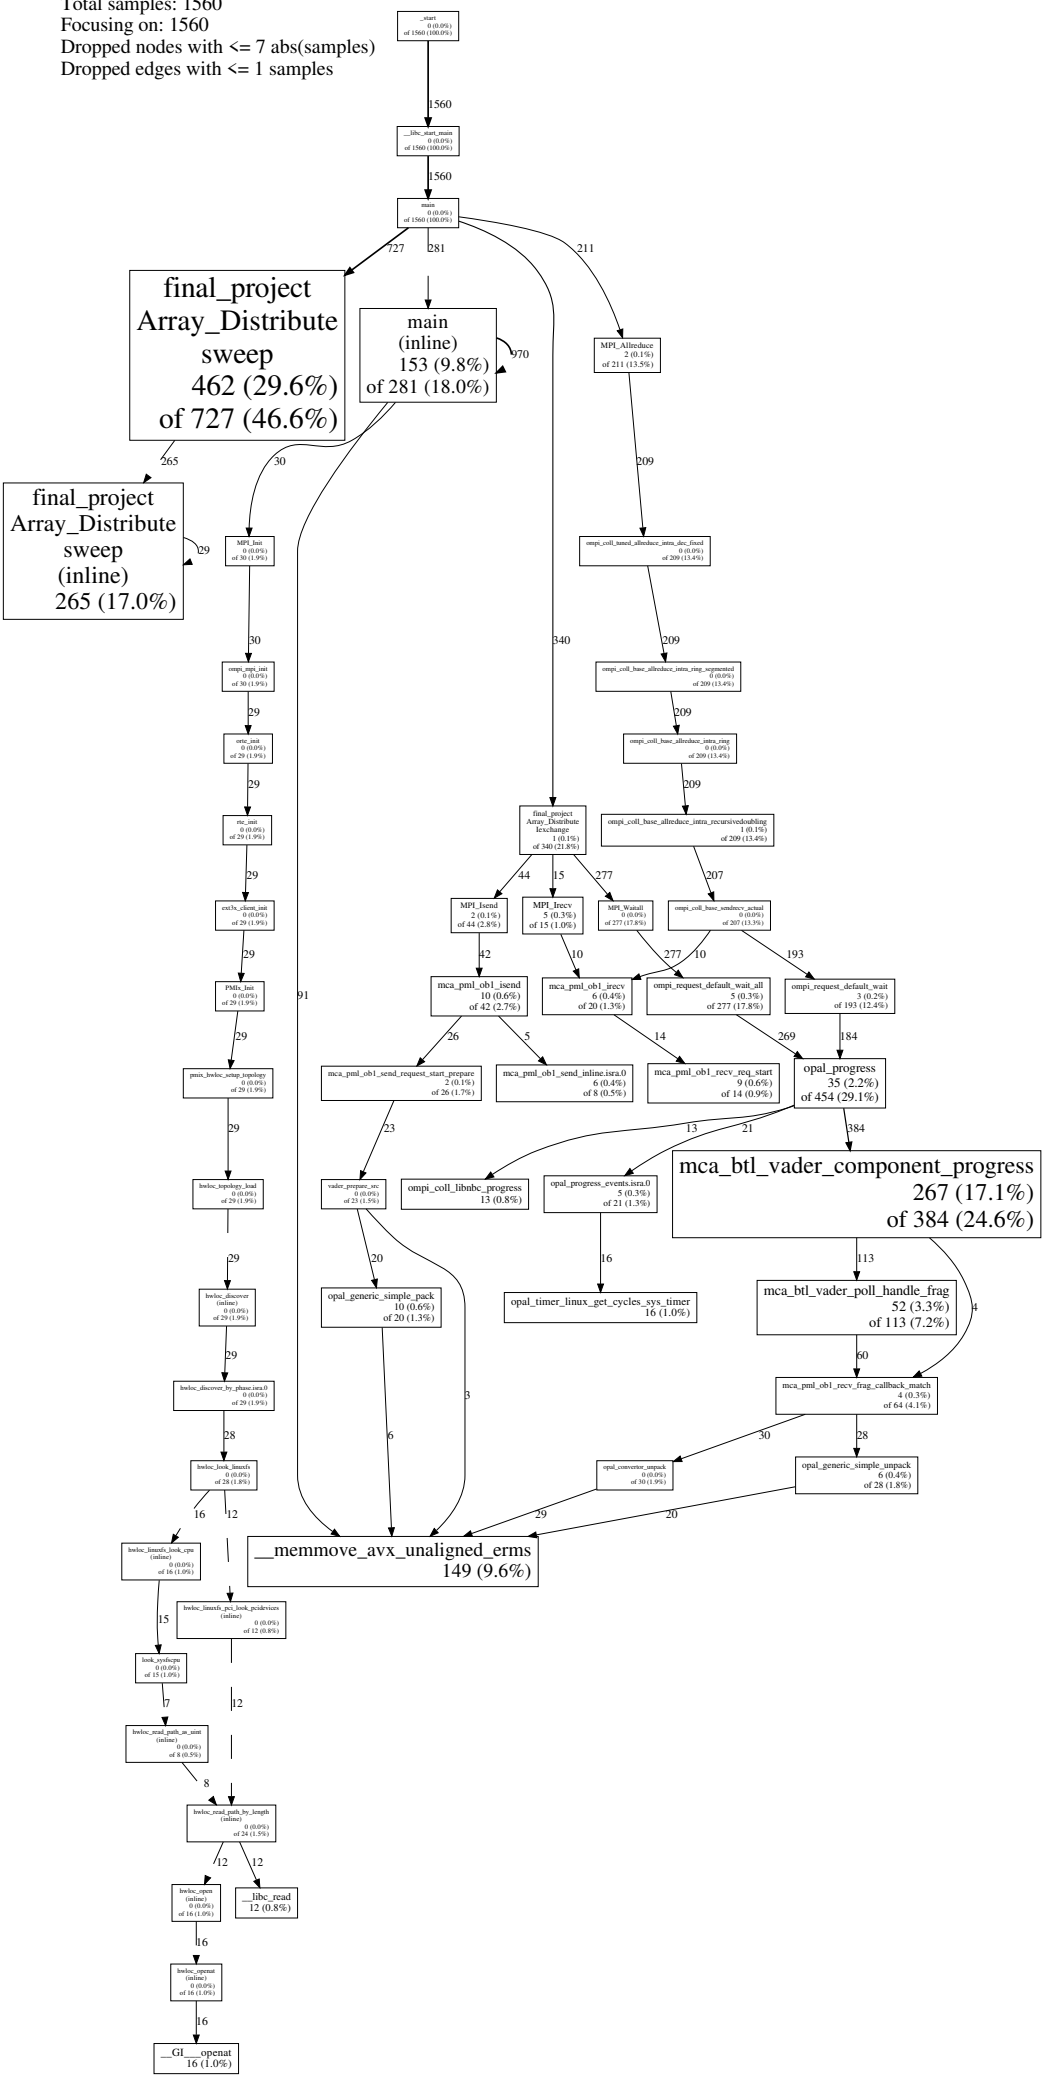 Total samples: 1560
Focusing on: 1560
Dropped nodes with <= 7 abs(samples)
Dropped edges with <= 1 samples
_start
0 (0.0%)
of 1560 (100.0%)
1560
__libc_start_main
0 (0.0%)
of 1560 (100.0%)
1560
main
0 (0.0%)
of 1560 (100.0%)
727
281
211
final_project
Array_Distribute
sweep
462 (29.6%)
of 727 (46.6%)
main
(inline)
153 (9.8%)
of 281 (18.0%)
970
MPI_Allreduce
2 (0.1%)
of 211 (13.5%)
265
30
209
final_project
Array_Distribute
sweep
(inline)
265 (17.0%)
29
MPI_Init
0 (0.0%)
of 30 (1.9%)
ompi_coll_tuned_allreduce_intra_dec_fixed
0 (0.0%)
of 209 (13.4%)
30
340
209
ompi_mpi_init
0 (0.0%)
of 30 (1.9%)
ompi_coll_base_allreduce_intra_ring_segmented
0 (0.0%)
of 209 (13.4%)
29
209
orte_init
0 (0.0%)
of 29 (1.9%)
ompi_coll_base_allreduce_intra_ring
0 (0.0%)
of 209 (13.4%)
29
209
rte_init
0 (0.0%)
of 29 (1.9%)
final_project
Array_Distribute
Iexchange
1 (0.1%)
of 340 (21.8%)
ompi_coll_base_allreduce_intra_recursivedoubling
1 (0.1%)
of 209 (13.4%)
29
44
15
277
207
ext3x_client_init
0 (0.0%)
of 29 (1.9%)
MPI_Isend
2 (0.1%)
of 44 (2.8%)
MPI_Irecv
5 (0.3%)
of 15 (1.0%)
MPI_Waitall
0 (0.0%)
of 277 (17.8%)
ompi_coll_base_sendrecv_actual
0 (0.0%)
of 207 (13.3%)
29
42
10
277
10
193
91
PMIx_Init
0 (0.0%)
of 29 (1.9%)
mca_pml_ob1_isend
10 (0.6%)
of 42 (2.7%)
mca_pml_ob1_irecv
6 (0.4%)
of 20 (1.3%)
ompi_request_default_wait_all
5 (0.3%)
of 277 (17.8%)
ompi_request_default_wait
3 (0.2%)
of 193 (12.4%)
29
26
5
14
269
184
pmix_hwloc_setup_topology
0 (0.0%)
of 29 (1.9%)
mca_pml_ob1_send_request_start_prepare
2 (0.1%)
of 26 (1.7%)
mca_pml_ob1_send_inline.isra.0
6 (0.4%)
of 8 (0.5%)
mca_pml_ob1_recv_req_start
9 (0.6%)
of 14 (0.9%)
opal_progress
35 (2.2%)
of 454 (29.1%)
29
23
13
21
384
hwloc_topology_load
0 (0.0%)
of 29 (1.9%)
vader_prepare_src
0 (0.0%)
of 23 (1.5%)
ompi_coll_libnbc_progress
13 (0.8%)
opal_progress_events.isra.0
5 (0.3%)
of 21 (1.3%)
mca_btl_vader_component_progress
267 (17.1%)
of 384 (24.6%)
29
20
16
113
hwloc_discover
(inline)
0 (0.0%)
of 29 (1.9%)
opal_generic_simple_pack
10 (0.6%)
of 20 (1.3%)
opal_timer_linux_get_cycles_sys_timer
16 (1.0%)
mca_btl_vader_poll_handle_frag
52 (3.3%)
of 113 (7.2%)
4
29
60
hwloc_discover_by_phase.isra.0
0 (0.0%)
of 29 (1.9%)
3
mca_pml_ob1_recv_frag_callback_match
4 (0.3%)
of 64 (4.1%)
28
6
30
28
hwloc_look_linuxfs
0 (0.0%)
of 28 (1.8%)
opal_convertor_unpack
0 (0.0%)
of 30 (1.9%)
opal_generic_simple_unpack
6 (0.4%)
of 28 (1.8%)
16
12
29
20
hwloc_linuxfs_look_cpu
(inline)
0 (0.0%)
of 16 (1.0%)
__memmove_avx_unaligned_erms
149 (9.6%)
15
hwloc_linuxfs_pci_look_pcidevices
(inline)
0 (0.0%)
of 12 (0.8%)
look_sysfscpu
0 (0.0%)
of 15 (1.0%)
7
12
hwloc_read_path_as_uint
(inline)
0 (0.0%)
of 8 (0.5%)
8
hwloc_read_path_by_length
(inline)
0 (0.0%)
of 24 (1.5%)
12
12
hwloc_open
(inline)
0 (0.0%)
of 16 (1.0%)
__libc_read
12 (0.8%)
16
hwloc_openat
(inline)
0 (0.0%)
of 16 (1.0%)
16
__GI___openat
16 (1.0%)